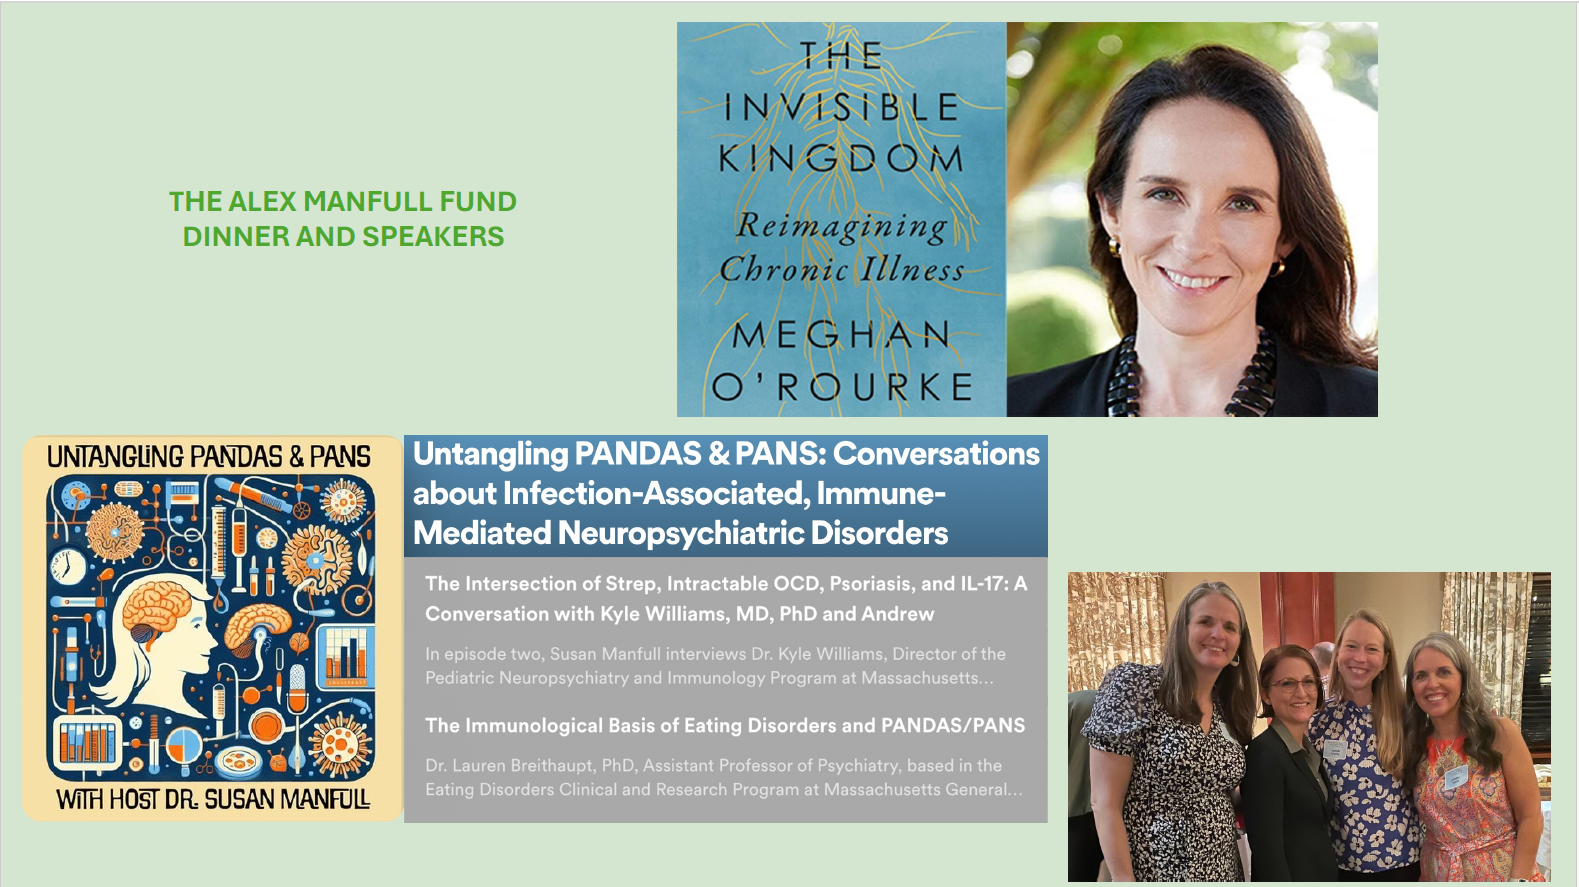 THE ALEX MANFULL FUND
DINNER AND SPEAKERS
THE
INVISIBLE
KINGDOM
Reimagining
Chronic Illness
MEGHAN
O'ROURKE
UNTANGLING PANDAS & PANS
WITH HOST DR. SUSAN MANFULL
Untangling PANDAS & PANS: Conversations
about Infection-Associated, Immune-
Mediated Neuropsychiatric Disorders
The Intersection of Strep, Intractable OCD, Psoriasis, and IL-17: A
Conversation with Kyle Williams, MD, PhD and Andrew
In episode two, Susan Manfull interviews Dr. Kyle Williams, Director of the
Pediatric Neuropsychiatry and Immunology Program at Massachusetts...
The Immunological Basis of Eating Disorders and PANDAS/PANS
Dr. Lauren Breithaupt, PhD, Assistant Professor of Psychiatry, based in the
Eating Disorders Clinical and Research Program at Massachusetts General...